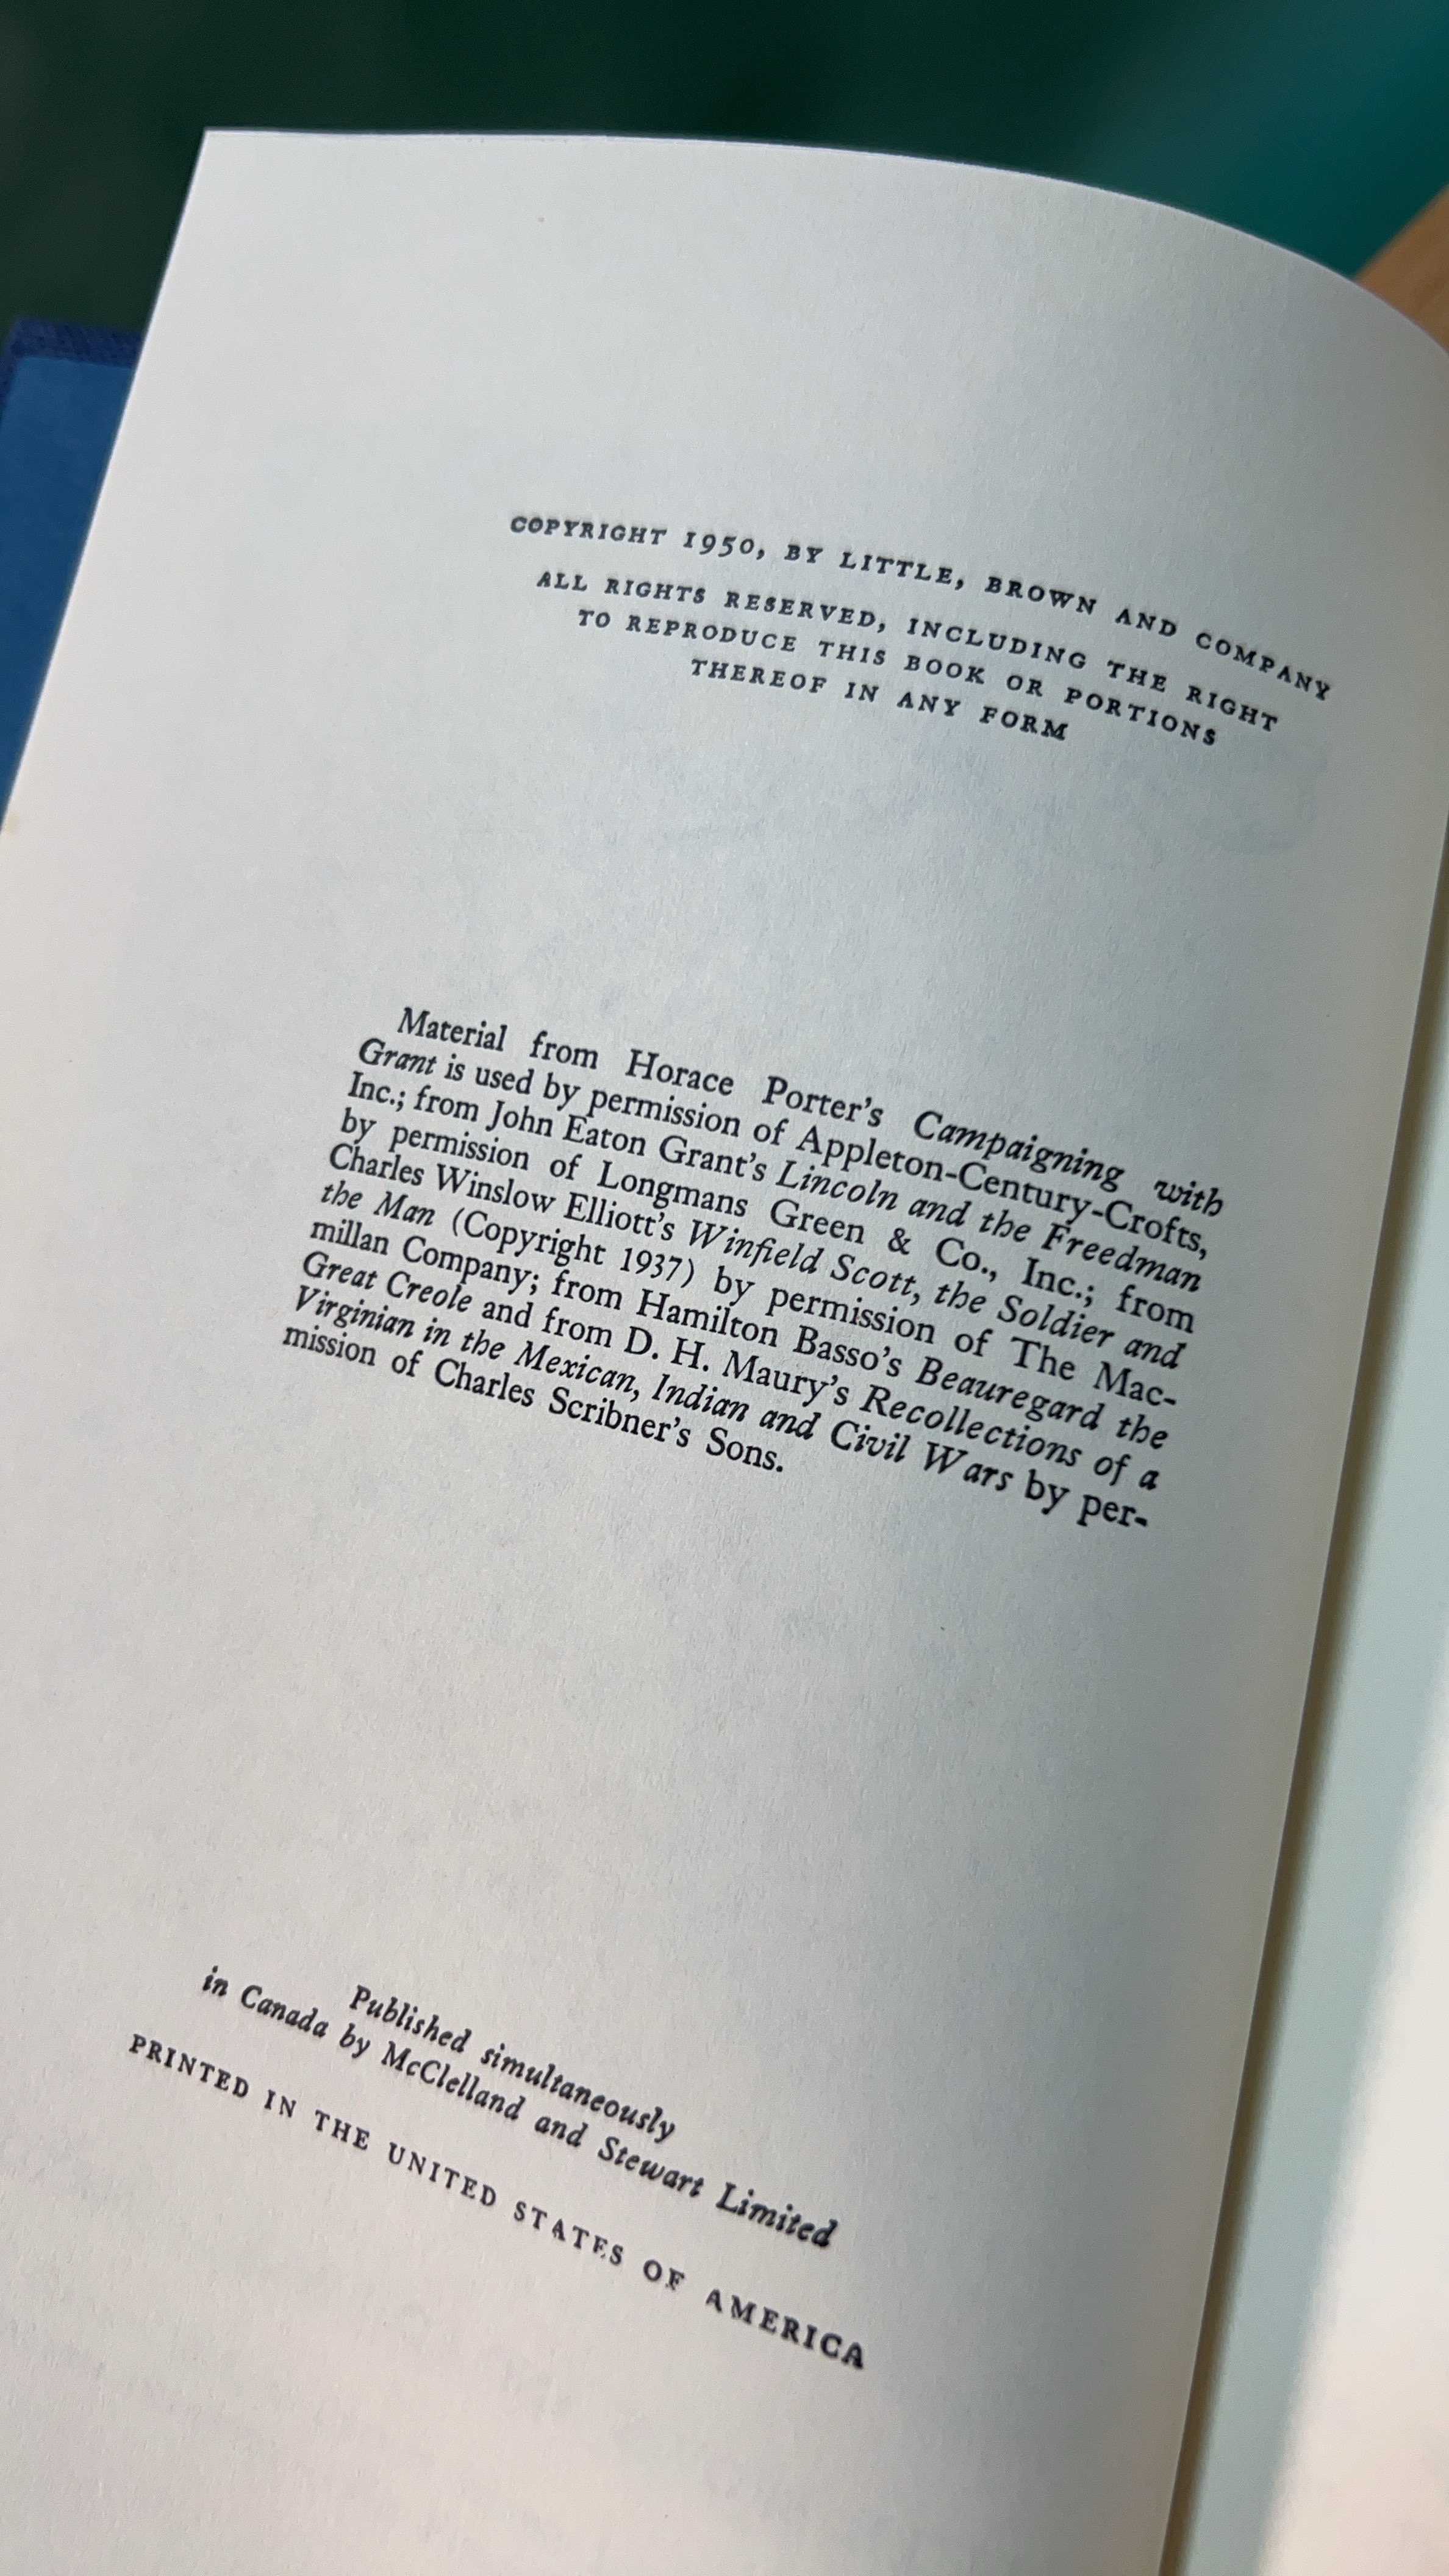 COPYRIGHT 1950, BY LITTLE, BROWN AND COMPANY
ALL RIGHTS RESERVED, INCLUDING THE RIGHT
TO REPRODUCE THIS BOOK OR PORTIONS
THEREOF IN ANY FORM
Material from Horace Porter's Campaigning with
Grant is used by permission of Appleton-Century-Crofts,
Inc.; from John Eaton Grant's Lincoln and the Freedman
by permission of Longmans Green & Co., Inc.; from
Charles Winslow Elliott's Winfield Scott, the Soldier and
the Man (Copyright 1937) by permission of The Mac-
millan Company; from Hamilton Basso's Beauregard the
Great Creole and from D. H. Maury's Recollections of a
Virginian in the Mexican, Indian and Civil Wars by per-
mission of Charles Scribner's Sons.
Published simultaneously
in Canada by McClelland and Stewart Limited
PRINTED IN THE UNITED STATES OF AMERICA